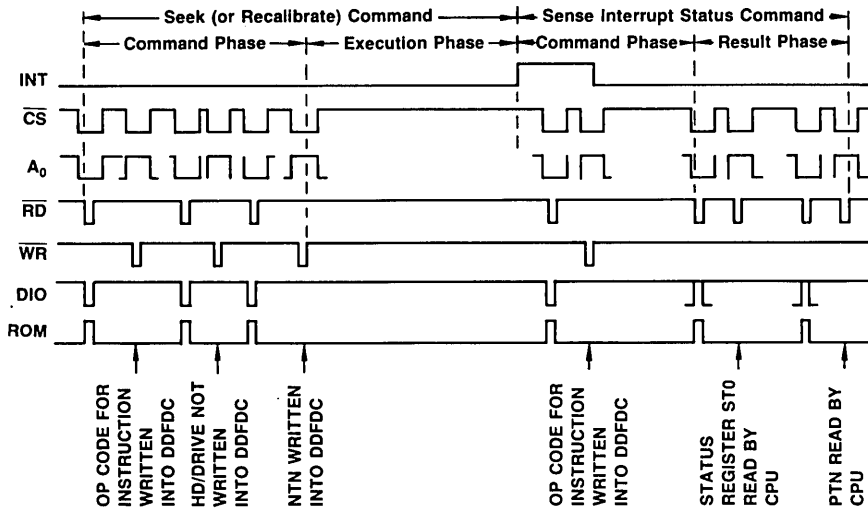 Seek (or Recalibrate) Command
Sense Interrupt Status Command
Command Phase
Execution Phase
Command Phase
Result Phase
INT
CS
A0
RD
WR
DIO
ROM
OP CODE FOR
INSTRUCTION
WRITTEN
INTO DDFDC
HD/DRIVE NOT
WRITTEN
INTO DDFDC
NTN WRITTEN
INTO DDFDC
OP CODE FOR
INSTRUCTION
WRITTEN
INTO DDFDC
STATUS
REGISTER ST0
READ BY
CPU
PTN READ BY
CPU